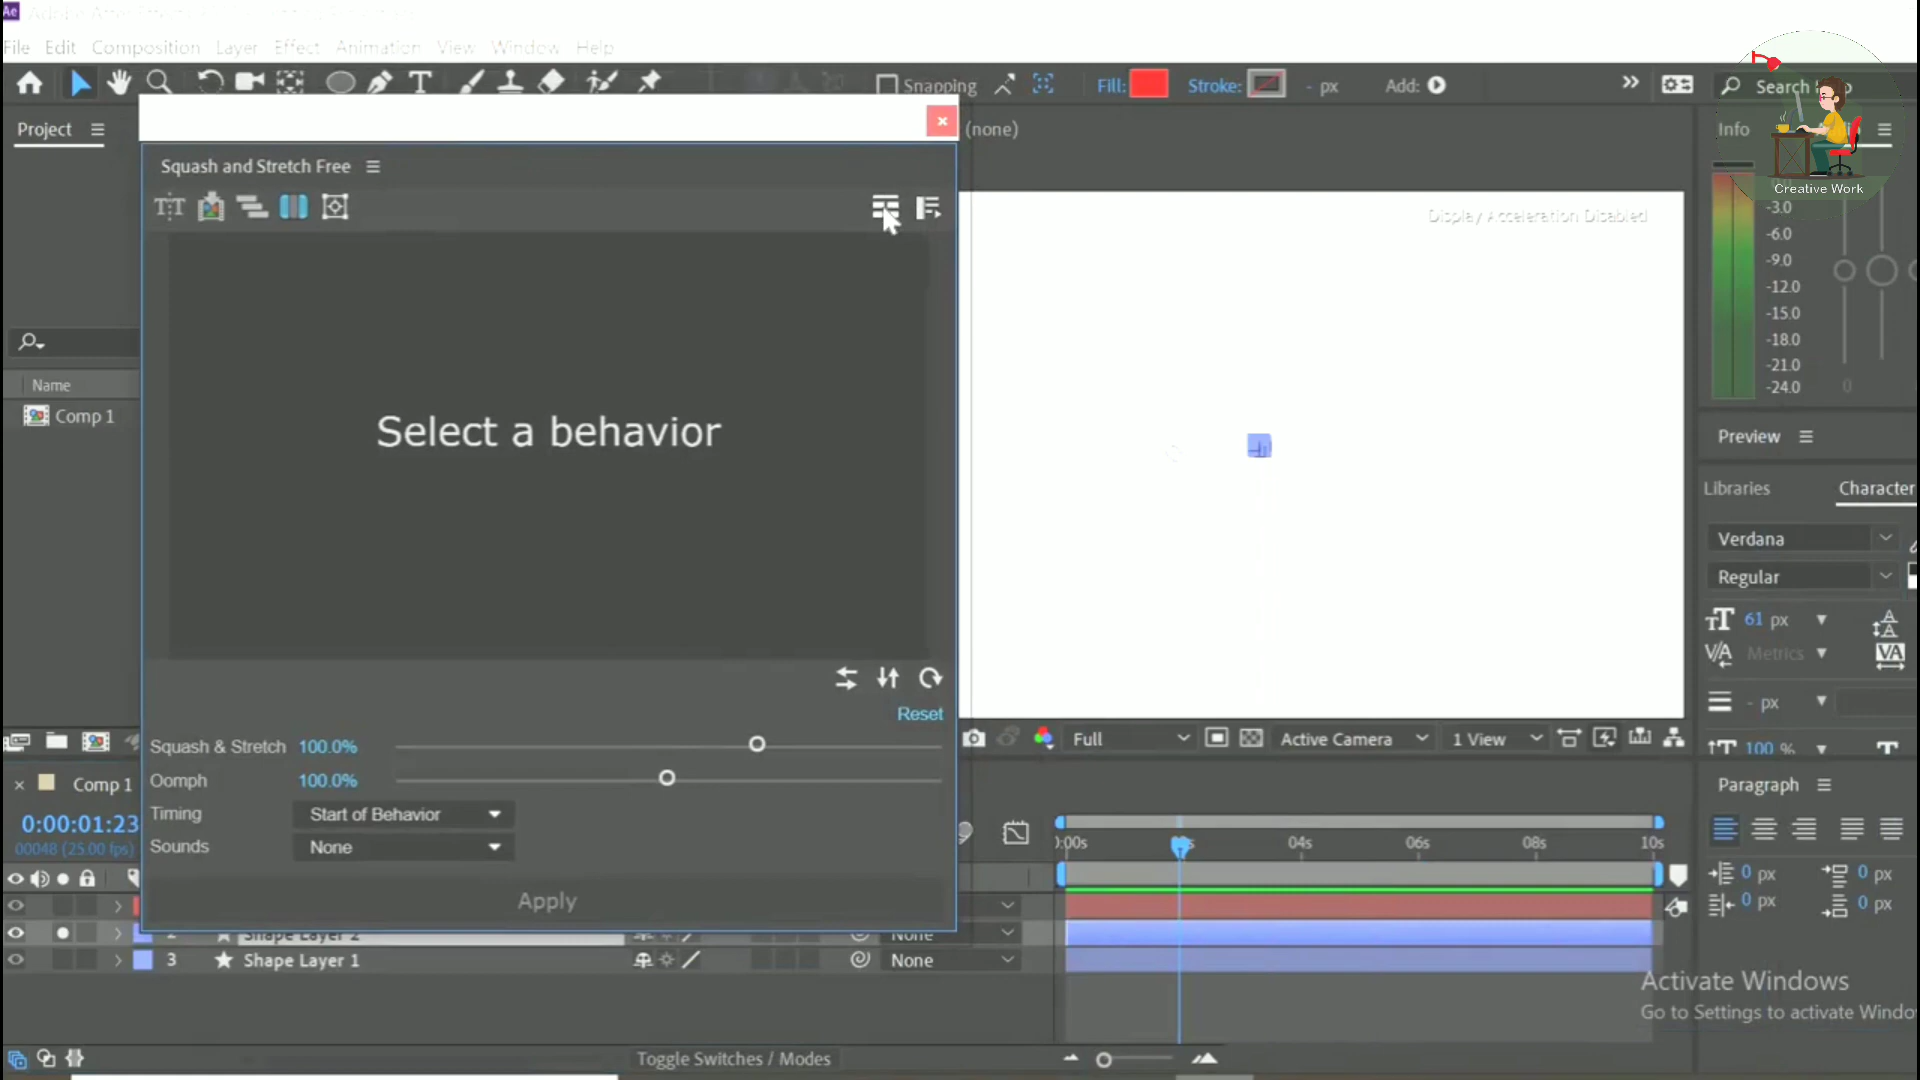 Ae
File Edit Composition Layer Effect Animation View Window Help
Snapping
Fill:
Stroke:
- px
Add:
Search
Project
Squash and Stretch Free
(none)
Info
Creative Work
Display Acceleration Disabled
-3.0
-6.0
-9.0
-12.0
-15.0
-18.0
-21.0
-24.0
0
Name
Comp 1
Select a behavior
Preview
Libraries
Character
Verdana
Regular
61 px
Metrics
- px
100 %
Reset
Squash & Stretch 100.0%
Oomph 100.0%
Timing Start of Behavior
Sounds None
Apply
Full
Active Camera
1 View
Comp 1
0:00:01:23
00048 (25.00 fps)
04s 06s 08s 10s
Paragraph
0 px 0 px
0 px 0 px
Shape Layer 2 None
3 Shape Layer 1 None
Activate Windows
Go to Settings to activate
Toggle Switches / Modes